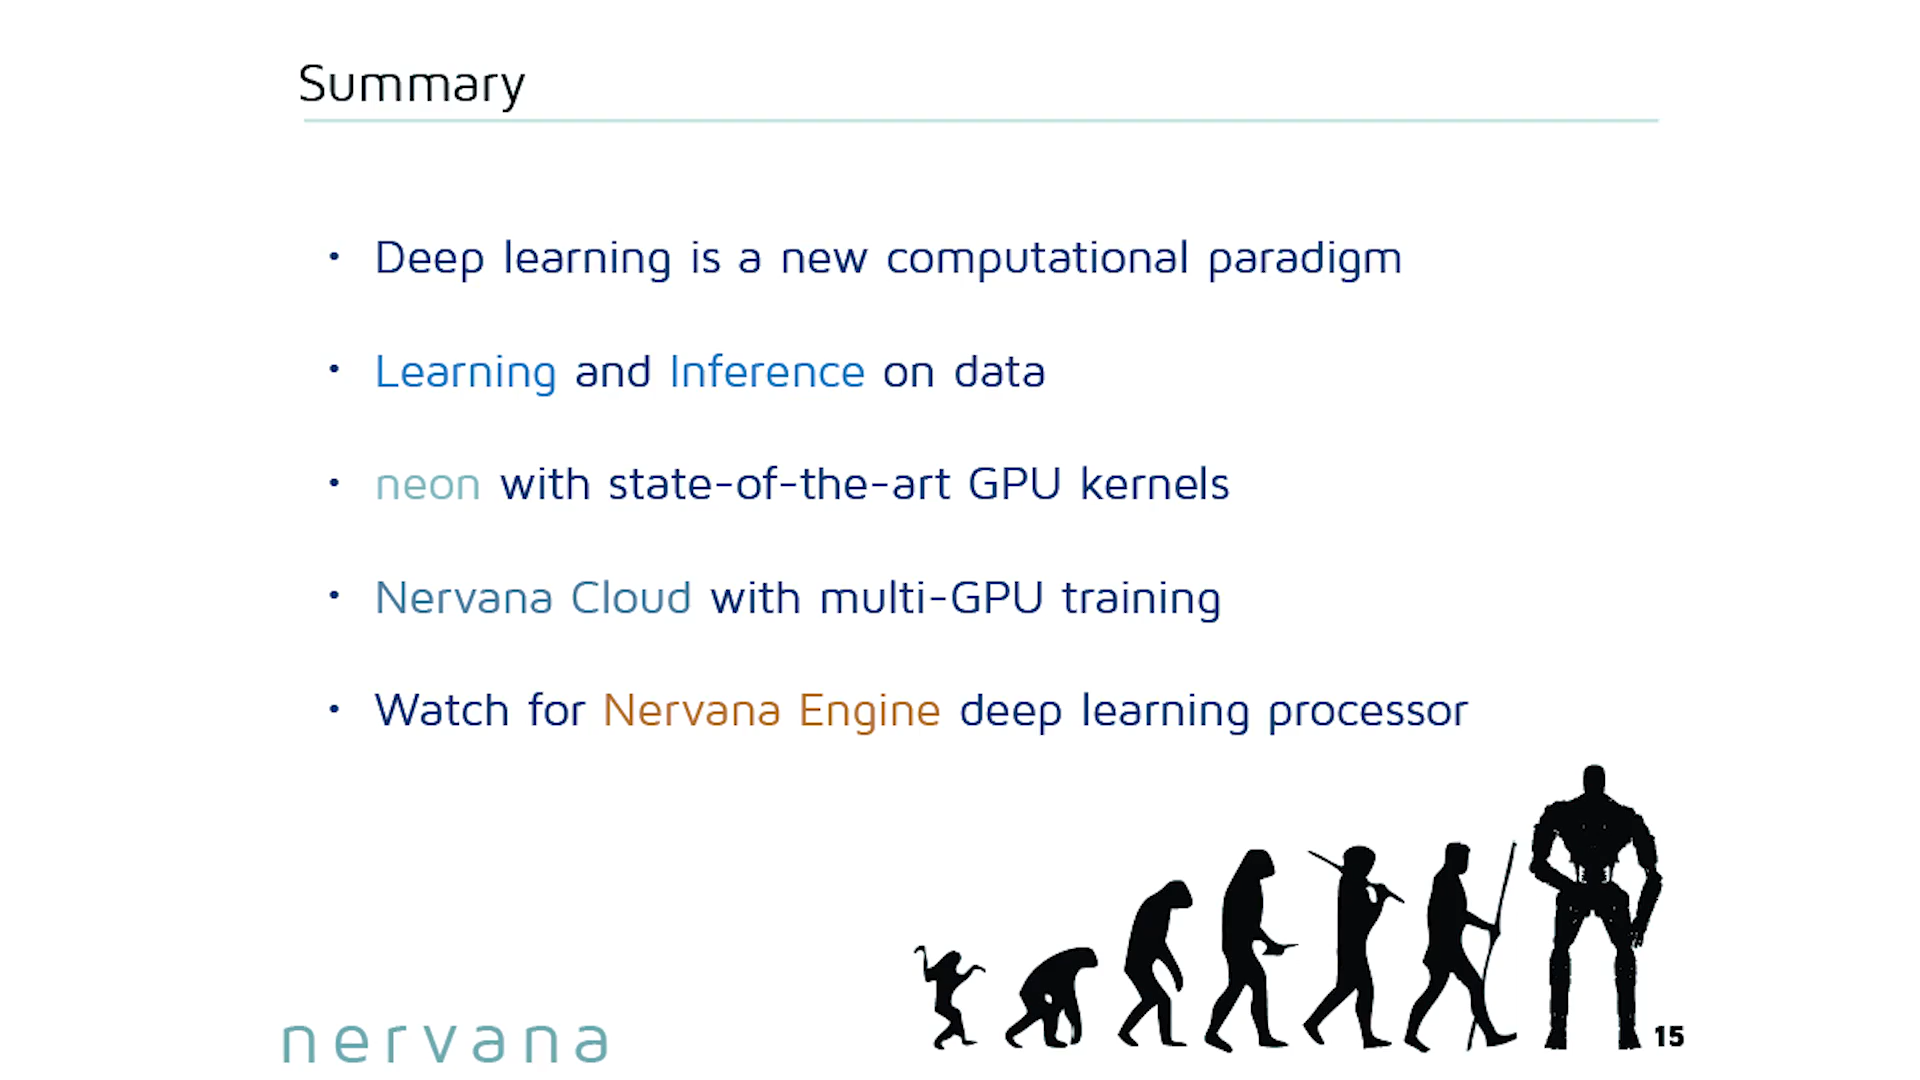 Summary
• Deep learning is a new computational paradigm
• Learning and Inference on data
• neon with state-of-the-art GPU kernels
• Nervana Cloud with multi-GPU training
• Watch for Nervana Engine deep learning processor
nervana
15